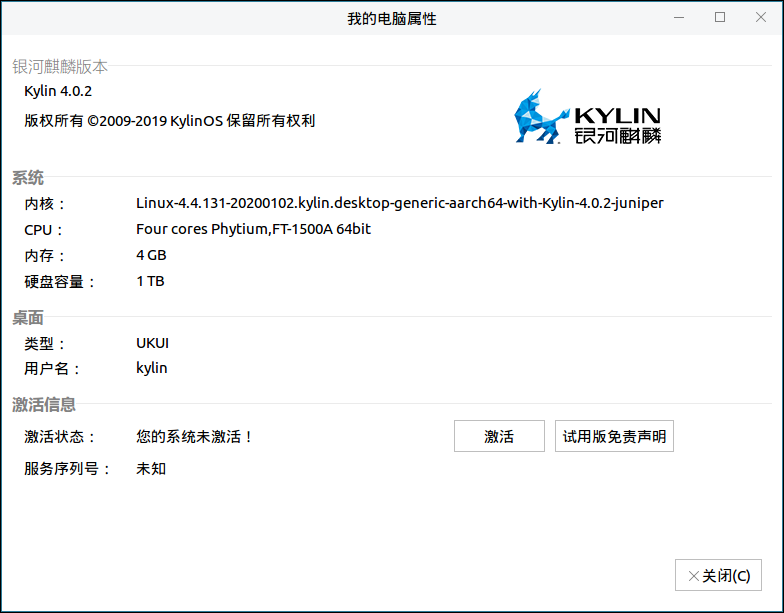 我的电脑属性
银河麒麟版本
Kylin 4.0.2
版权所有 ©2009-2019 KylinOS 保留所有权利
KYLIN
银河麒麟
系统
内核： Linux-4.4.131-20200102.kylin.desktop-generic-aarch64-with-Kylin-4.0.2-juniper
CPU： Four cores Phytium,FT-1500A 64bit
内存： 4 GB
硬盘容量： 1 TB
桌面
类型： UKUI
用户名： kylin
激活信息
激活状态： 您的系统未激活！ 激活 试用版免责声明
服务序列号： 未知
关闭(C)